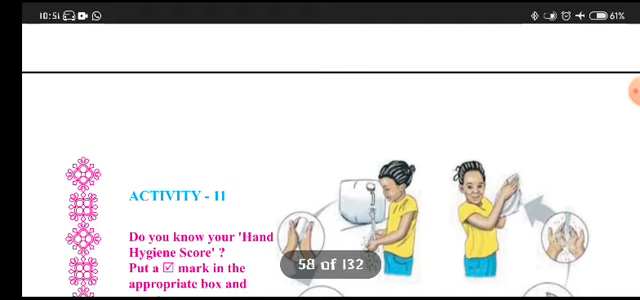 10:51
61%
ACTIVITY - 11
Do you know your 'Hand
Hygiene Score' ?
Put a ☑ mark in the
appropriate box and
58 of 132